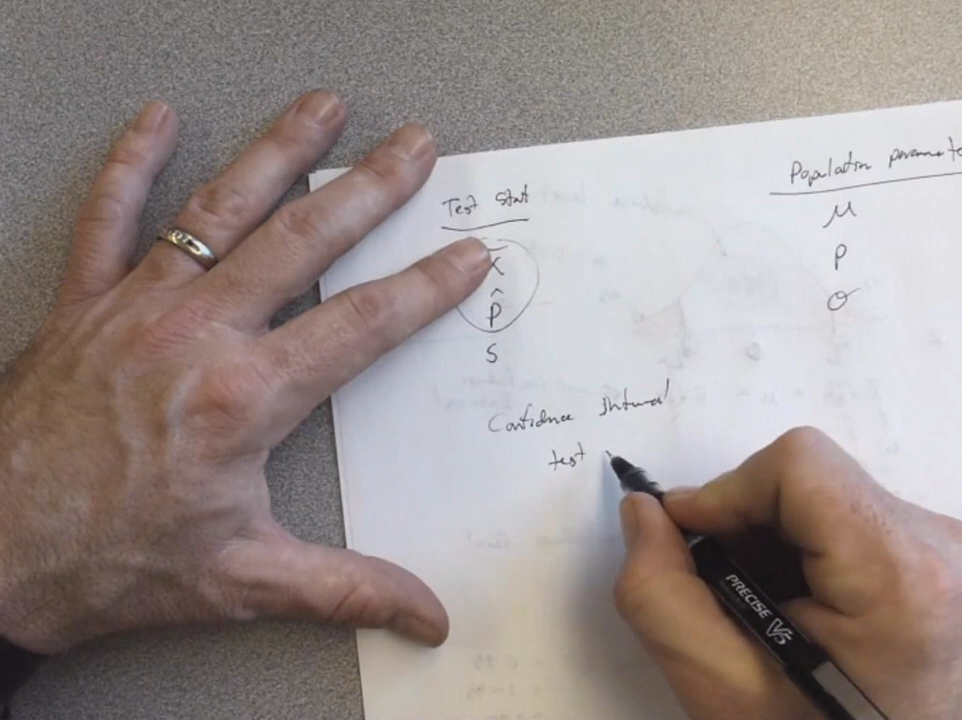 Test Stat
Population paramete
x̄
μ
p̂
p
s
σ
Confidence Interval
test
PRECISE V5